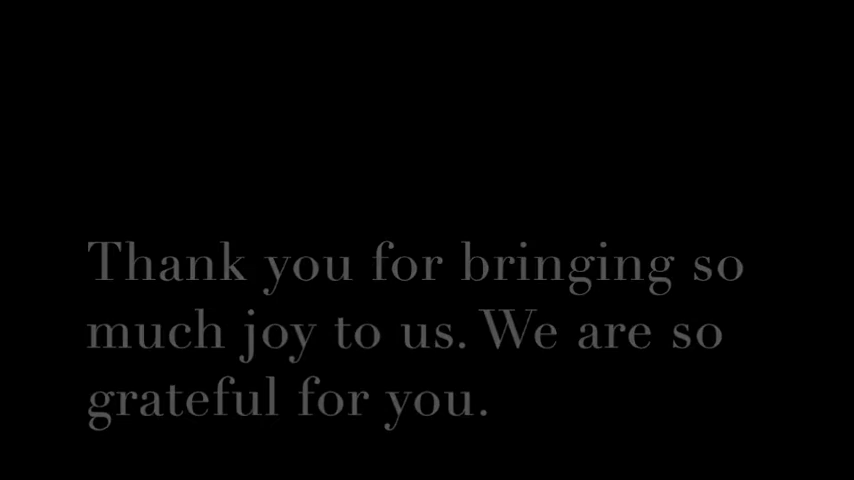 Thank you for bringing so
much joy to us. We are so
grateful for you.